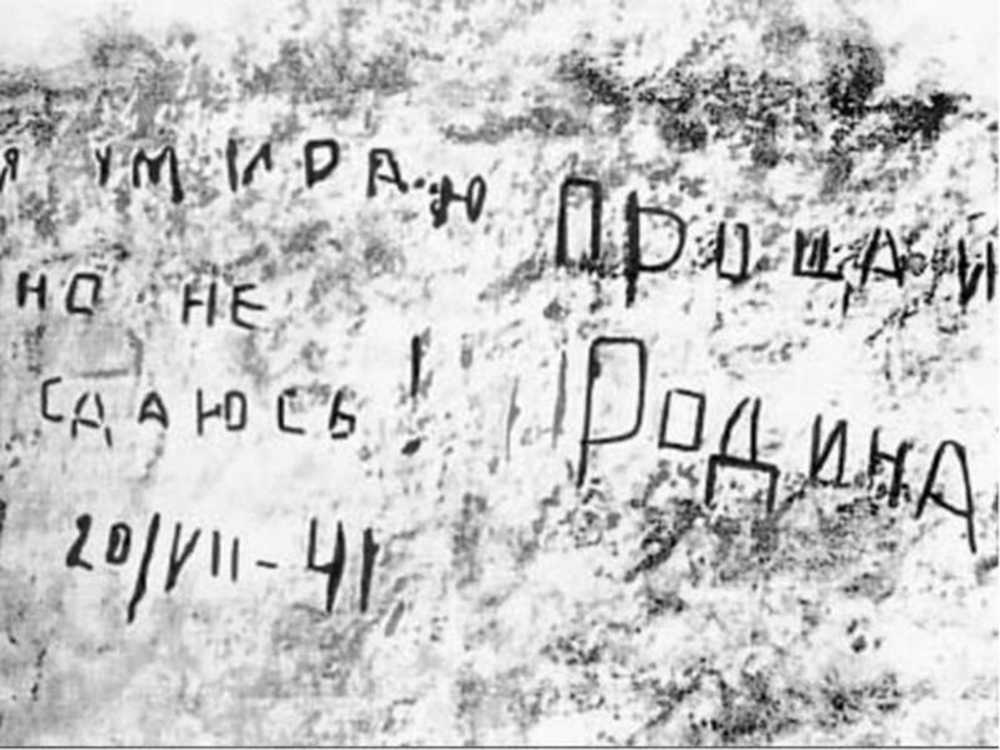 Я УМИРАЮ
НО НЕ
СДАЮСЬ!
20/VII-41
ПРОЩАЙ
РОДИНА